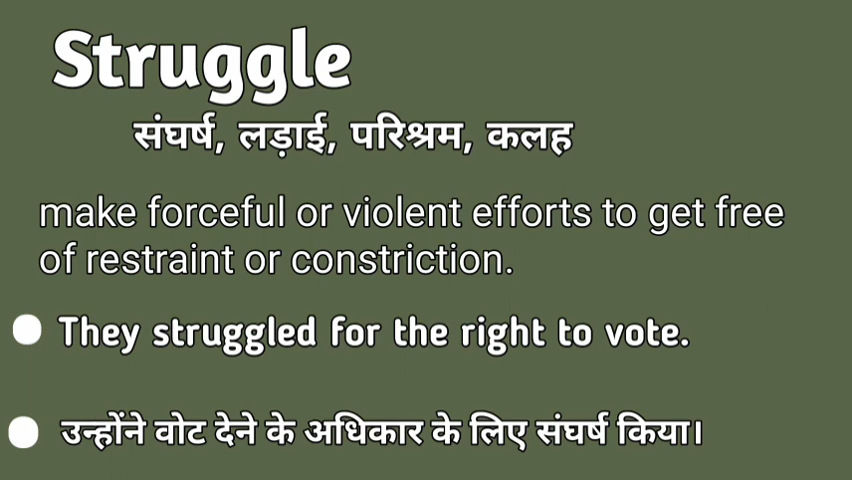 Struggle
संघर्ष, लड़ाई, परिश्रम, कलह
make forceful or violent efforts to get free
of restraint or constriction.
They struggled for the right to vote.
उन्होंने वोट देने के अधिकार के लिए संघर्ष किया।